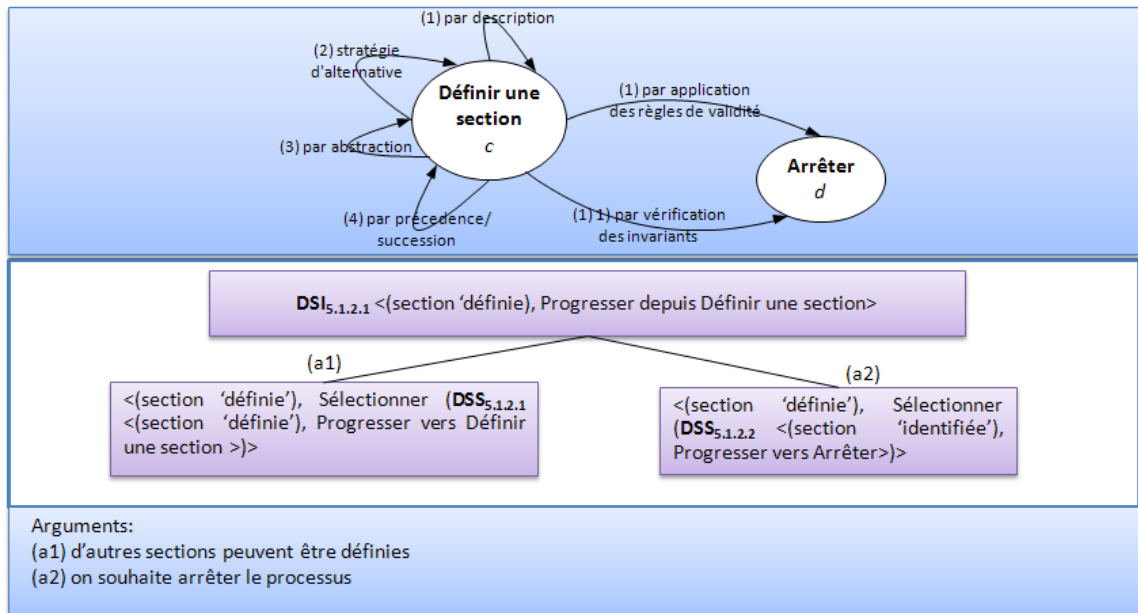 (1) par description
(2) stratégie
d'alternative
Définir une
section
c
(3) par abstraction
(4) par précedence/
succession
(1) par application
des règles de validité
Arrêter
d
(1) 1) par vérification
des invariants
DSI5.1.2.1 <(section ‘définie), Progresser depuis Définir une section>
(a1)
(a2)
<(section ‘définie’), Sélectionner (DSS5.1.2.1
<(section ‘définie’), Progresser vers Définir
une section >)>
<(section ‘définie’), Sélectionner
(DSS5.1.2.2 <(section ‘identifiée’),
Progresser vers Arrêter>)>
Arguments:
(a1) d’autres sections peuvent être définies
(a2) on souhaite arrêter le processus